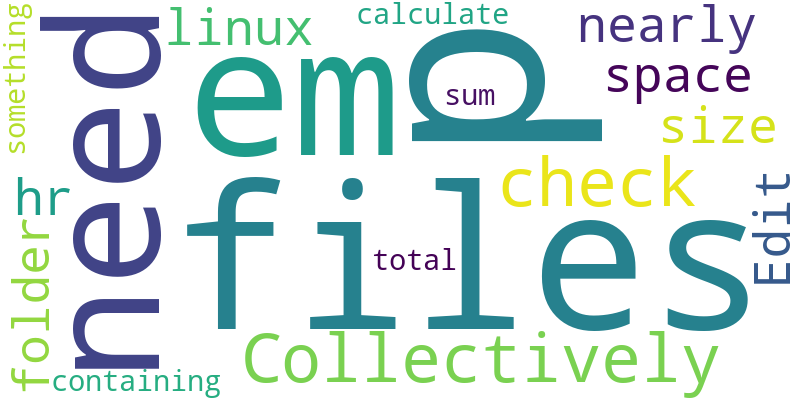 something
need
linux
calculate
nearly
em
p
sum
space
size
check
hr
files
folder
total
Edit
Collectively
containing